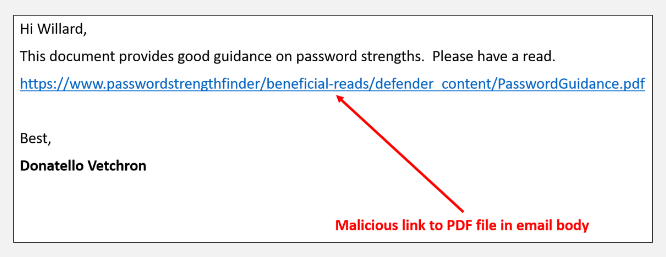 Hi Willard,
This document provides good guidance on password strengths.  Please have a read.
https://www.passwordstrengthfinder/beneficial-reads/defender_content/PasswordGuidance.pdf
Best,
Donatello Vetchron
Malicious link to PDF file in email body